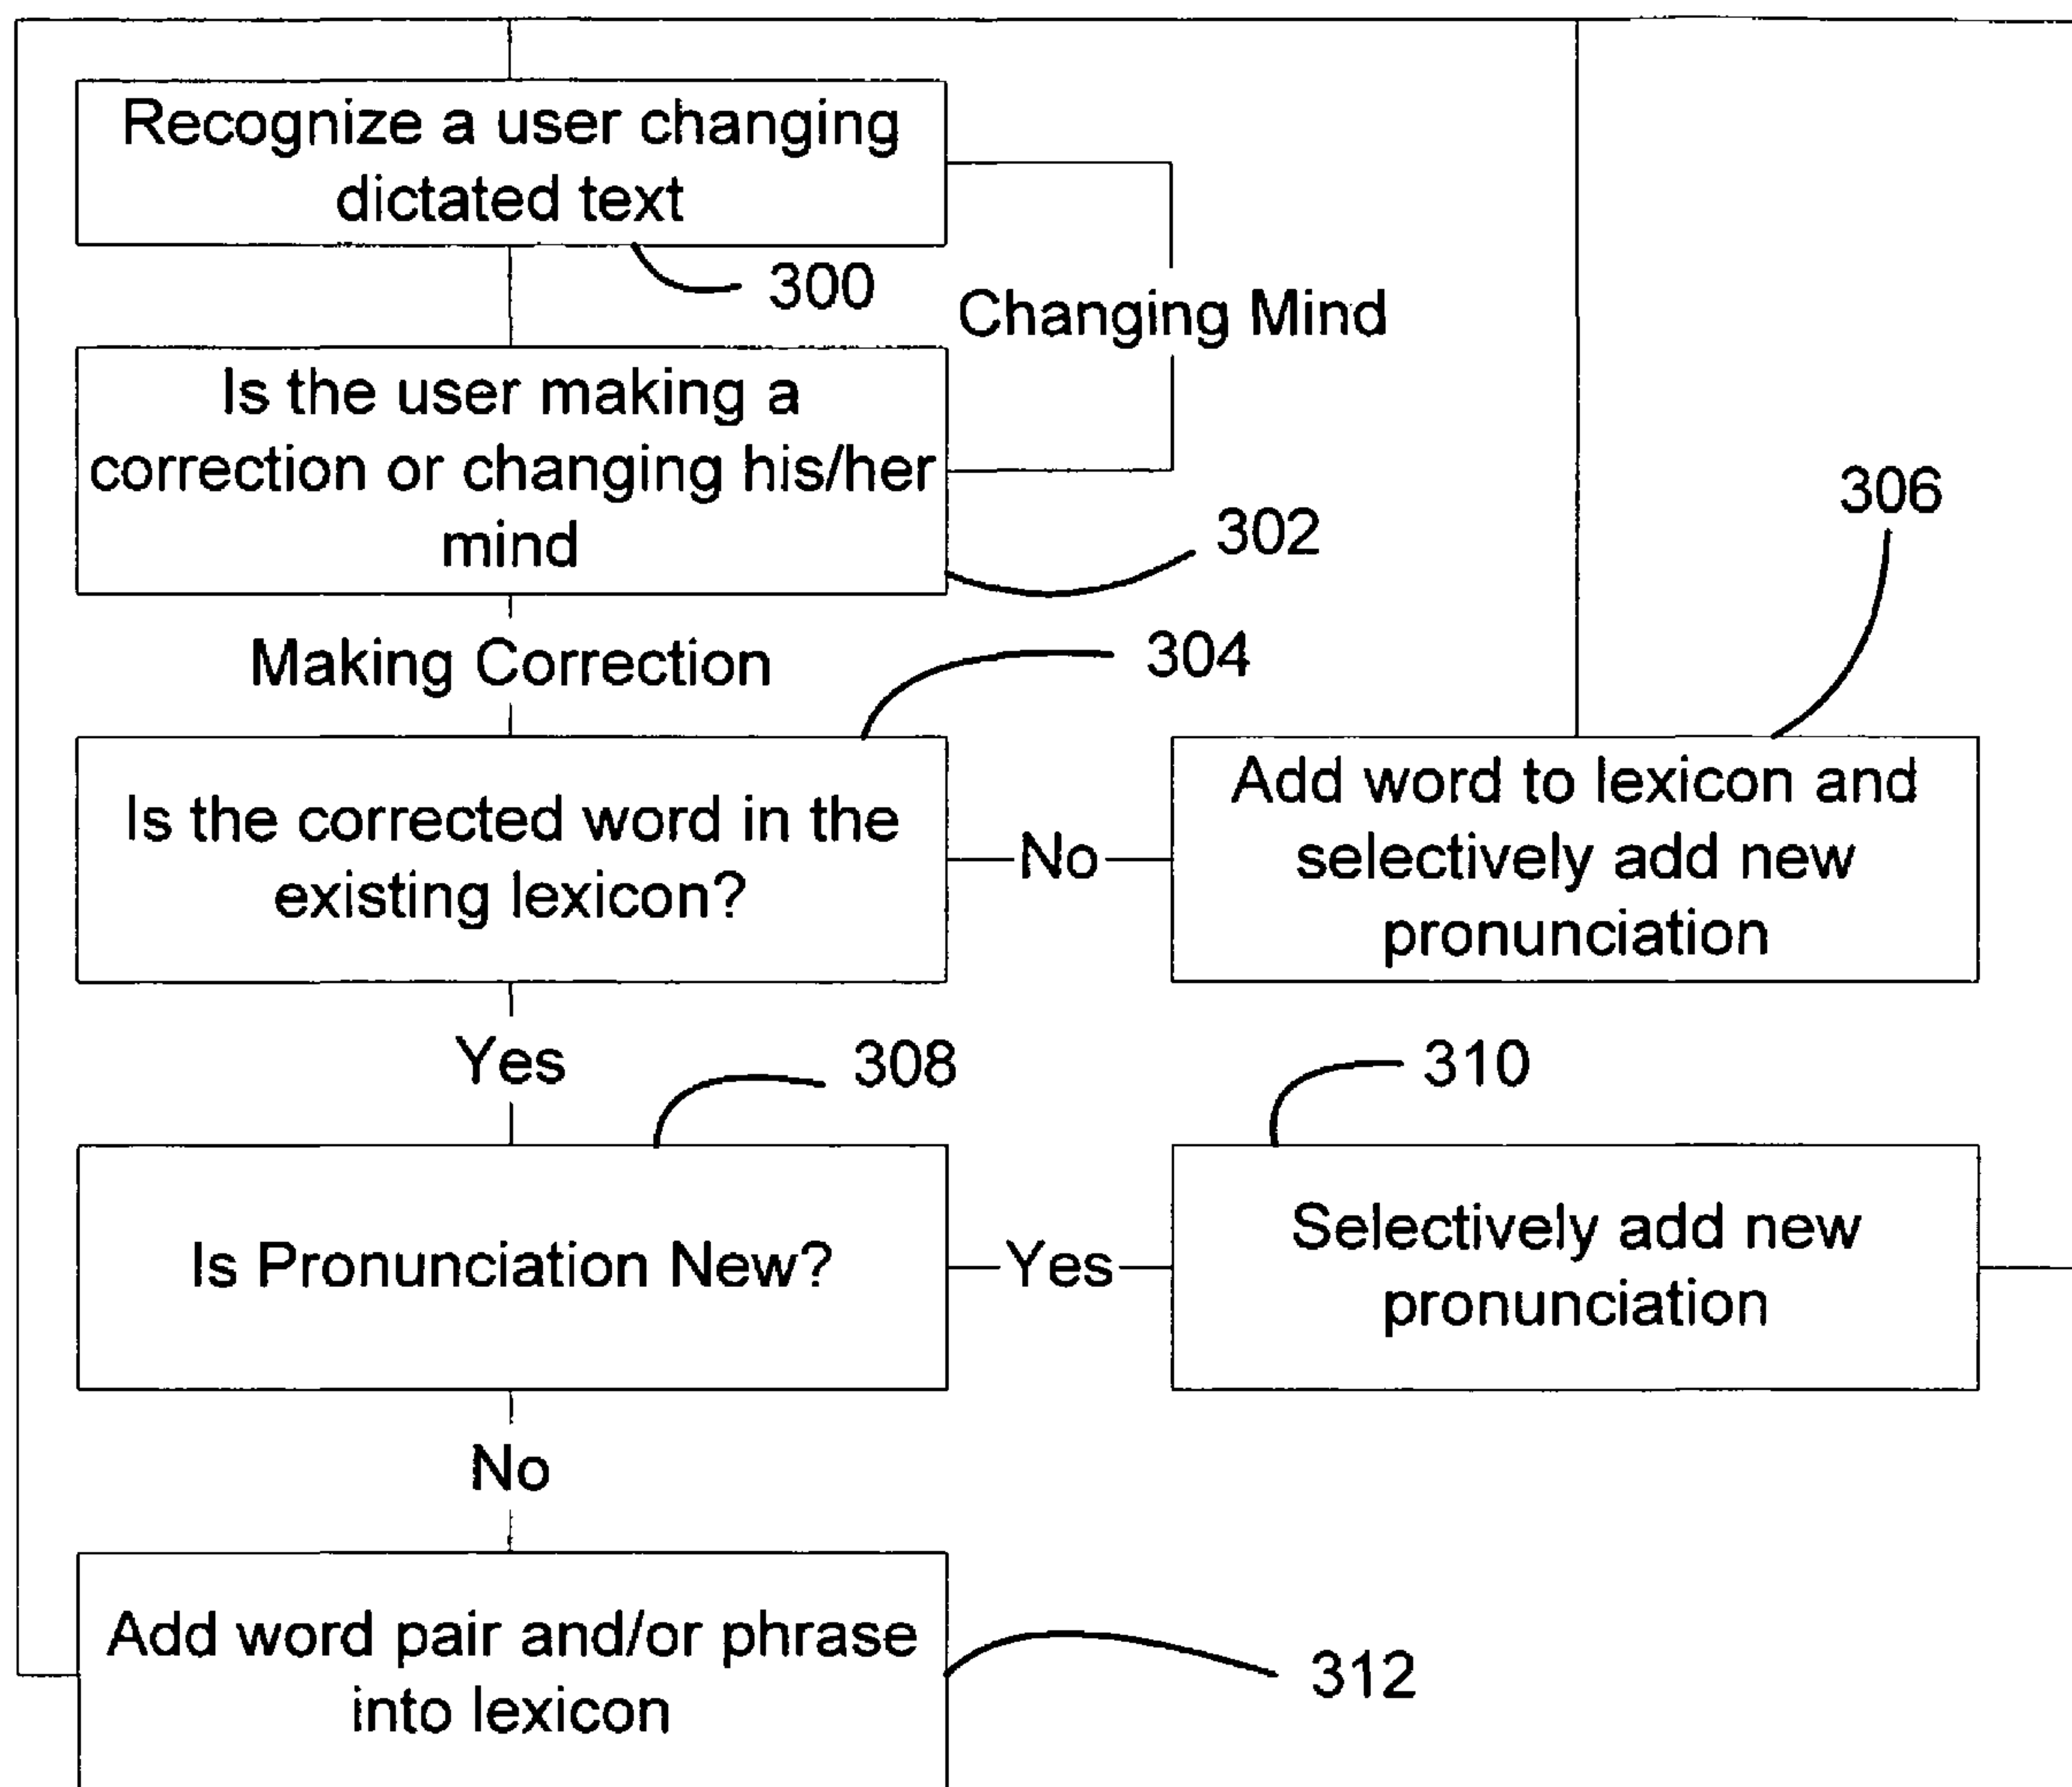 Recognize a user changing
dictated text
300
Changing Mind
Is the user making a
correction or changing his/her
mind
302
306
Making Correction
304
Is the corrected word in the
existing lexicon?
No
Add word to lexicon and
selectively add new
pronunciation
Yes
308
310
Is Pronunciation New?
Yes
Selectively add new
pronunciation
No
Add word pair and/or phrase
into lexicon
312